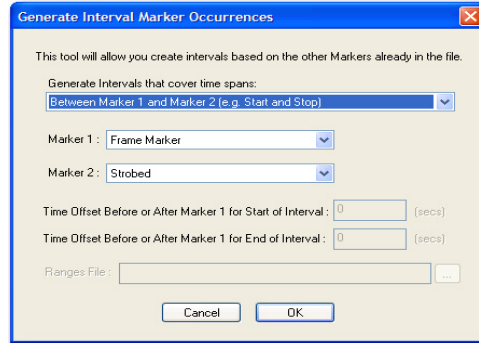 Generate Interval Marker Occurrences
This tool will allow you create intervals based on the other Markers already in the file.
Generate Intervals that cover time spans:
Between Marker 1 and Marker 2 (e.g. Start and Stop)
Marker 1 : Frame Marker
Marker 2 : Strobed
Time Offset Before or After Marker 1 for Start of Interval : 0 (secs)
Time Offset Before or After Marker 1 for End of Interval : 0 (secs)
Ranges File : ...
Cancel OK